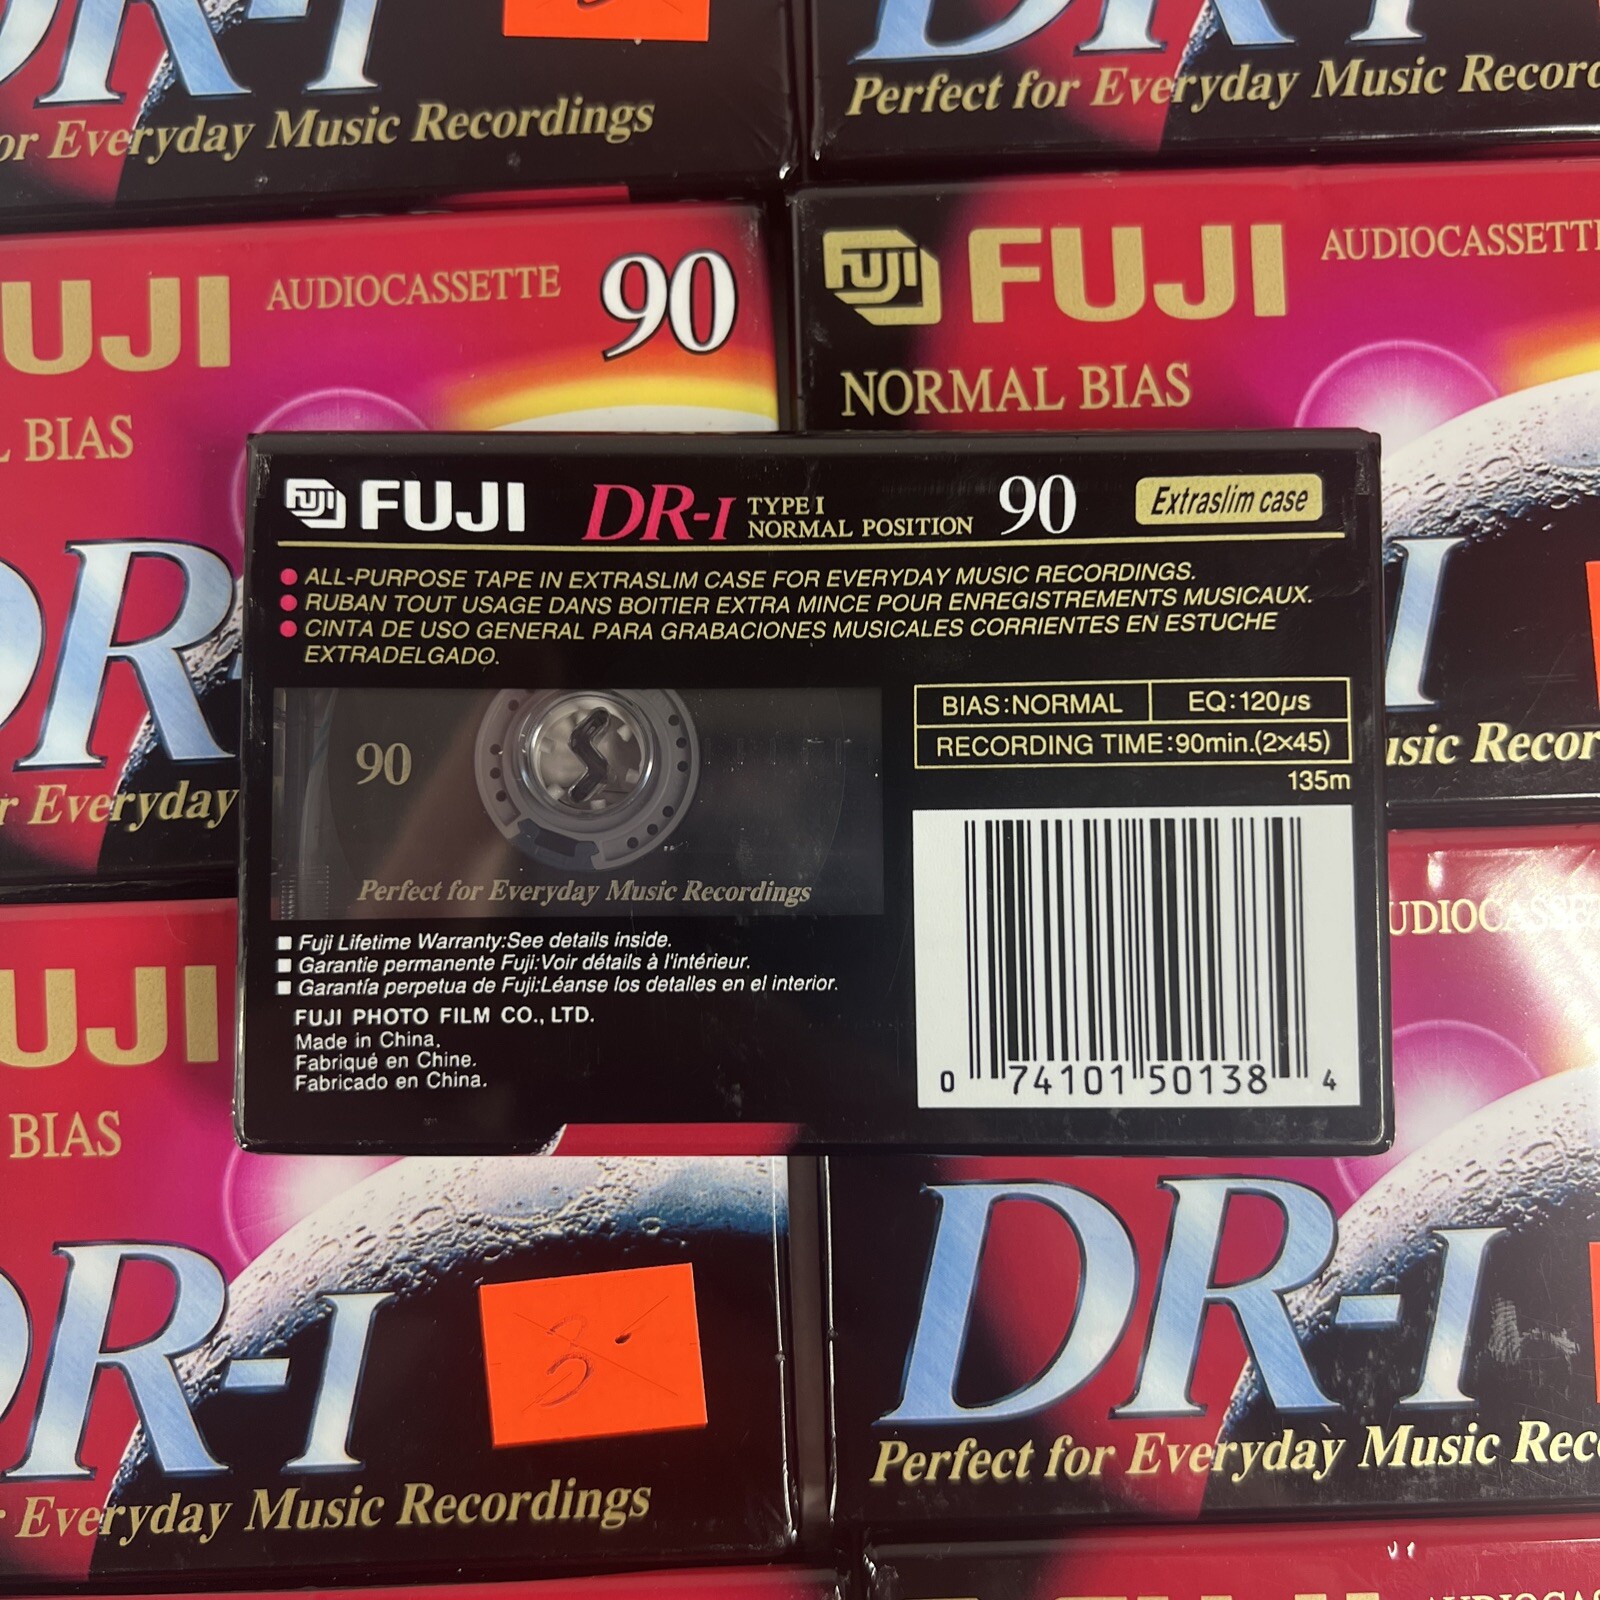 DR-I
for Everyday Music Recordings
DR-I
Perfect for Everyday Music Record
FUJI AUDIOCASSETTE 90
BIAS
FUJI FUJI AUDIOCASSETTE
NORMAL BIAS
FUJI FUJI DR-I TYPE I NORMAL POSITION 90 Extraslim case
ALL-PURPOSE TAPE IN EXTRASLIM CASE FOR EVERYDAY MUSIC RECORDINGS.
RUBAN TOUT USAGE DANS BOITIER EXTRA MINCE POUR ENREGISTREMENTS MUSICAUX.
CINTA DE USO GENERAL PARA GRABACIONES MUSICALES CORRIENTES EN ESTUCHE
EXTRADELGADO.
BIAS:NORMAL EQ:120µs
RECORDING TIME:90min.(2×45)
135m
90
Perfect for Everyday Music Recordings
Fuji Lifetime Warranty:See details inside.
Garantie permanente Fuji:Voir détails à l'intérieur.
Garantía perpetua de Fuji:Léanse los detalles en el interior.
FUJI PHOTO FILM CO., LTD.
Made in China.
Fabriqué en Chine.
Fabricado en China.
0 74101 50138 4
DR-
r Everyday
I
usic Recor
UDIOCASSETTE
UJI
BIAS
DR-I
r Everyday Music Recordings
DR-I
Perfect for Everyday Music Rec